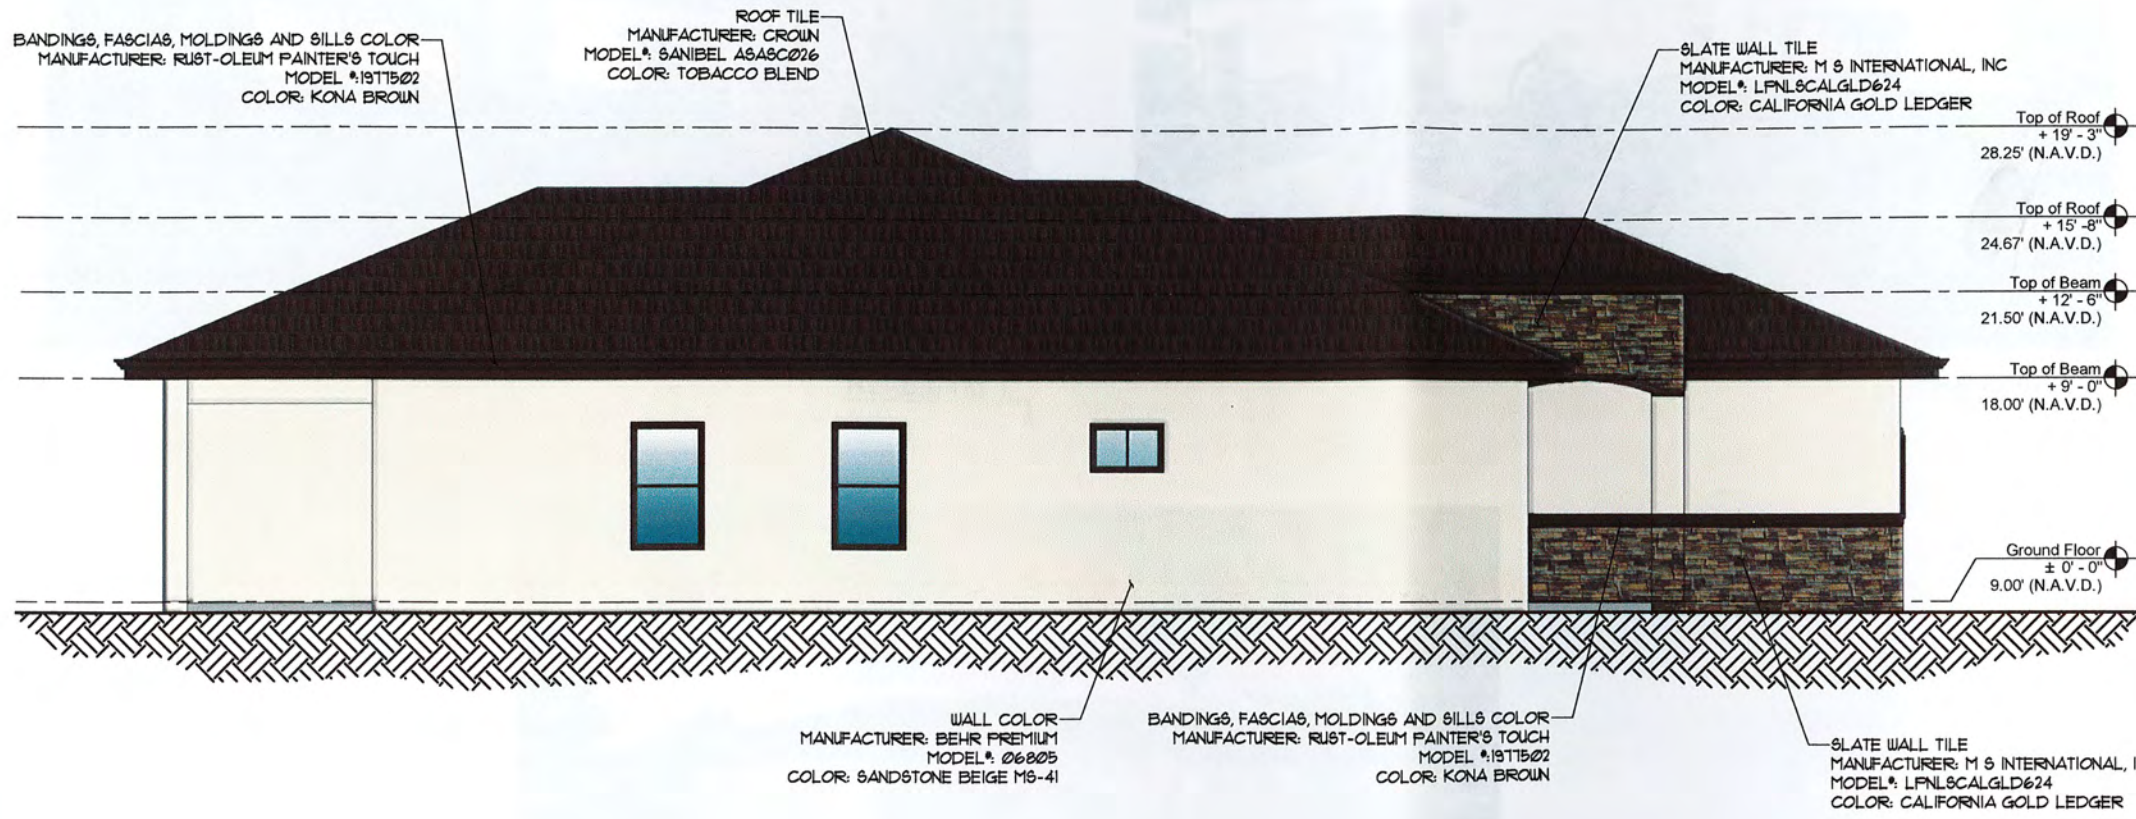 BANDINGS, FASCIAS, MOLDINGS AND SILLS COLOR
MANUFACTURER: RUST-OLEUM PAINTER'S TOUCH
MODEL #:1977502
COLOR: KONA BROWN
ROOF TILE
MANUFACTURER: CROWN
MODEL#: SANIBEL ASASC026
COLOR: TOBACCO BLEND
SLATE WALL TILE
MANUFACTURER: M S INTERNATIONAL, INC
MODEL#: LPNLSCALGLD624
COLOR: CALIFORNIA GOLD LEDGER
Top of Roof
+ 19' - 3"
28.25' (N.A.V.D.)
Top of Roof
+ 15' -8"
24.67' (N.A.V.D.)
Top of Beam
+ 12' - 6"
21.50' (N.A.V.D.)
Top of Beam
+ 9' - 0"
18.00' (N.A.V.D.)
Ground Floor
± 0' - 0"
9.00' (N.A.V.D.)
WALL COLOR
MANUFACTURER: BEHR PREMIUM
MODEL#: 06805
COLOR: SANDSTONE BEIGE MS-41
BANDINGS, FASCIAS, MOLDINGS AND SILLS COLOR
MANUFACTURER: RUST-OLEUM PAINTER'S TOUCH
MODEL #:1977502
COLOR: KONA BROWN
SLATE WALL TILE
MANUFACTURER: M S INTERNATIONAL, I
MODEL#: LPNLSCALGLD624
COLOR: CALIFORNIA GOLD LEDGER